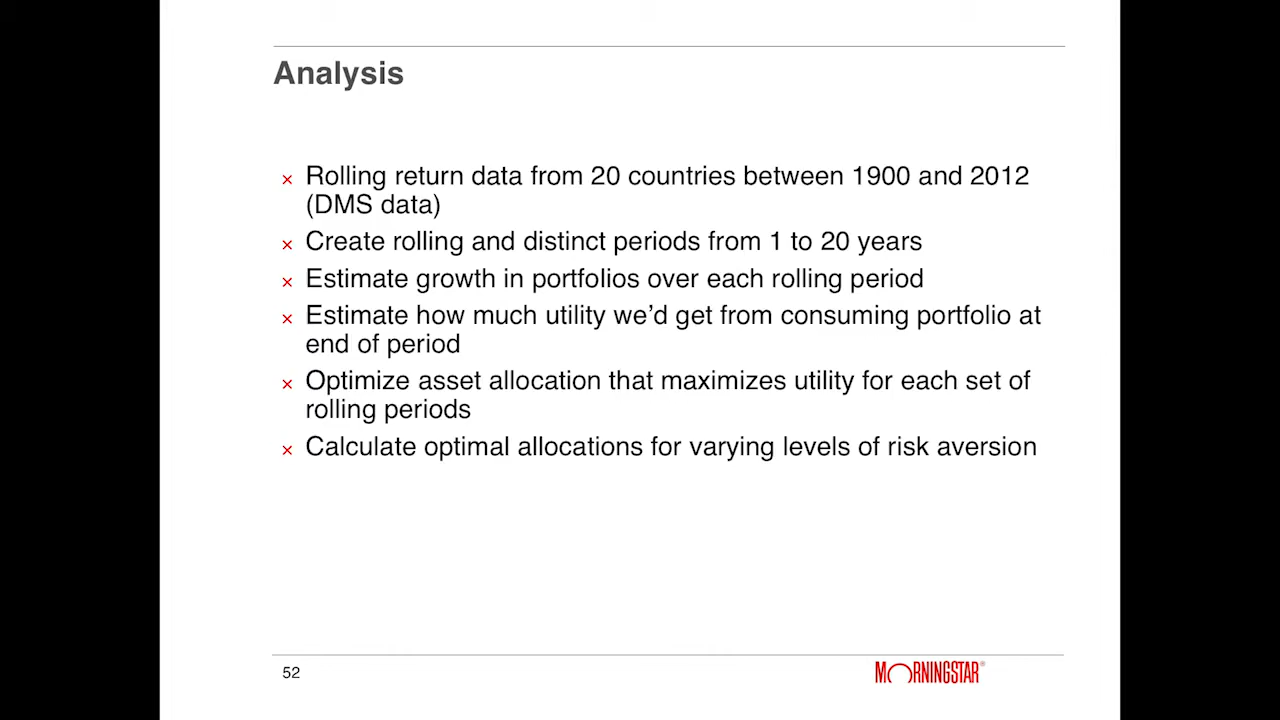 Analysis
× Rolling return data from 20 countries between 1900 and 2012
(DMS data)
× Create rolling and distinct periods from 1 to 20 years
× Estimate growth in portfolios over each rolling period
× Estimate how much utility we’d get from consuming portfolio at
end of period
× Optimize asset allocation that maximizes utility for each set of
rolling periods
× Calculate optimal allocations for varying levels of risk aversion
52
MORNINGSTAR®